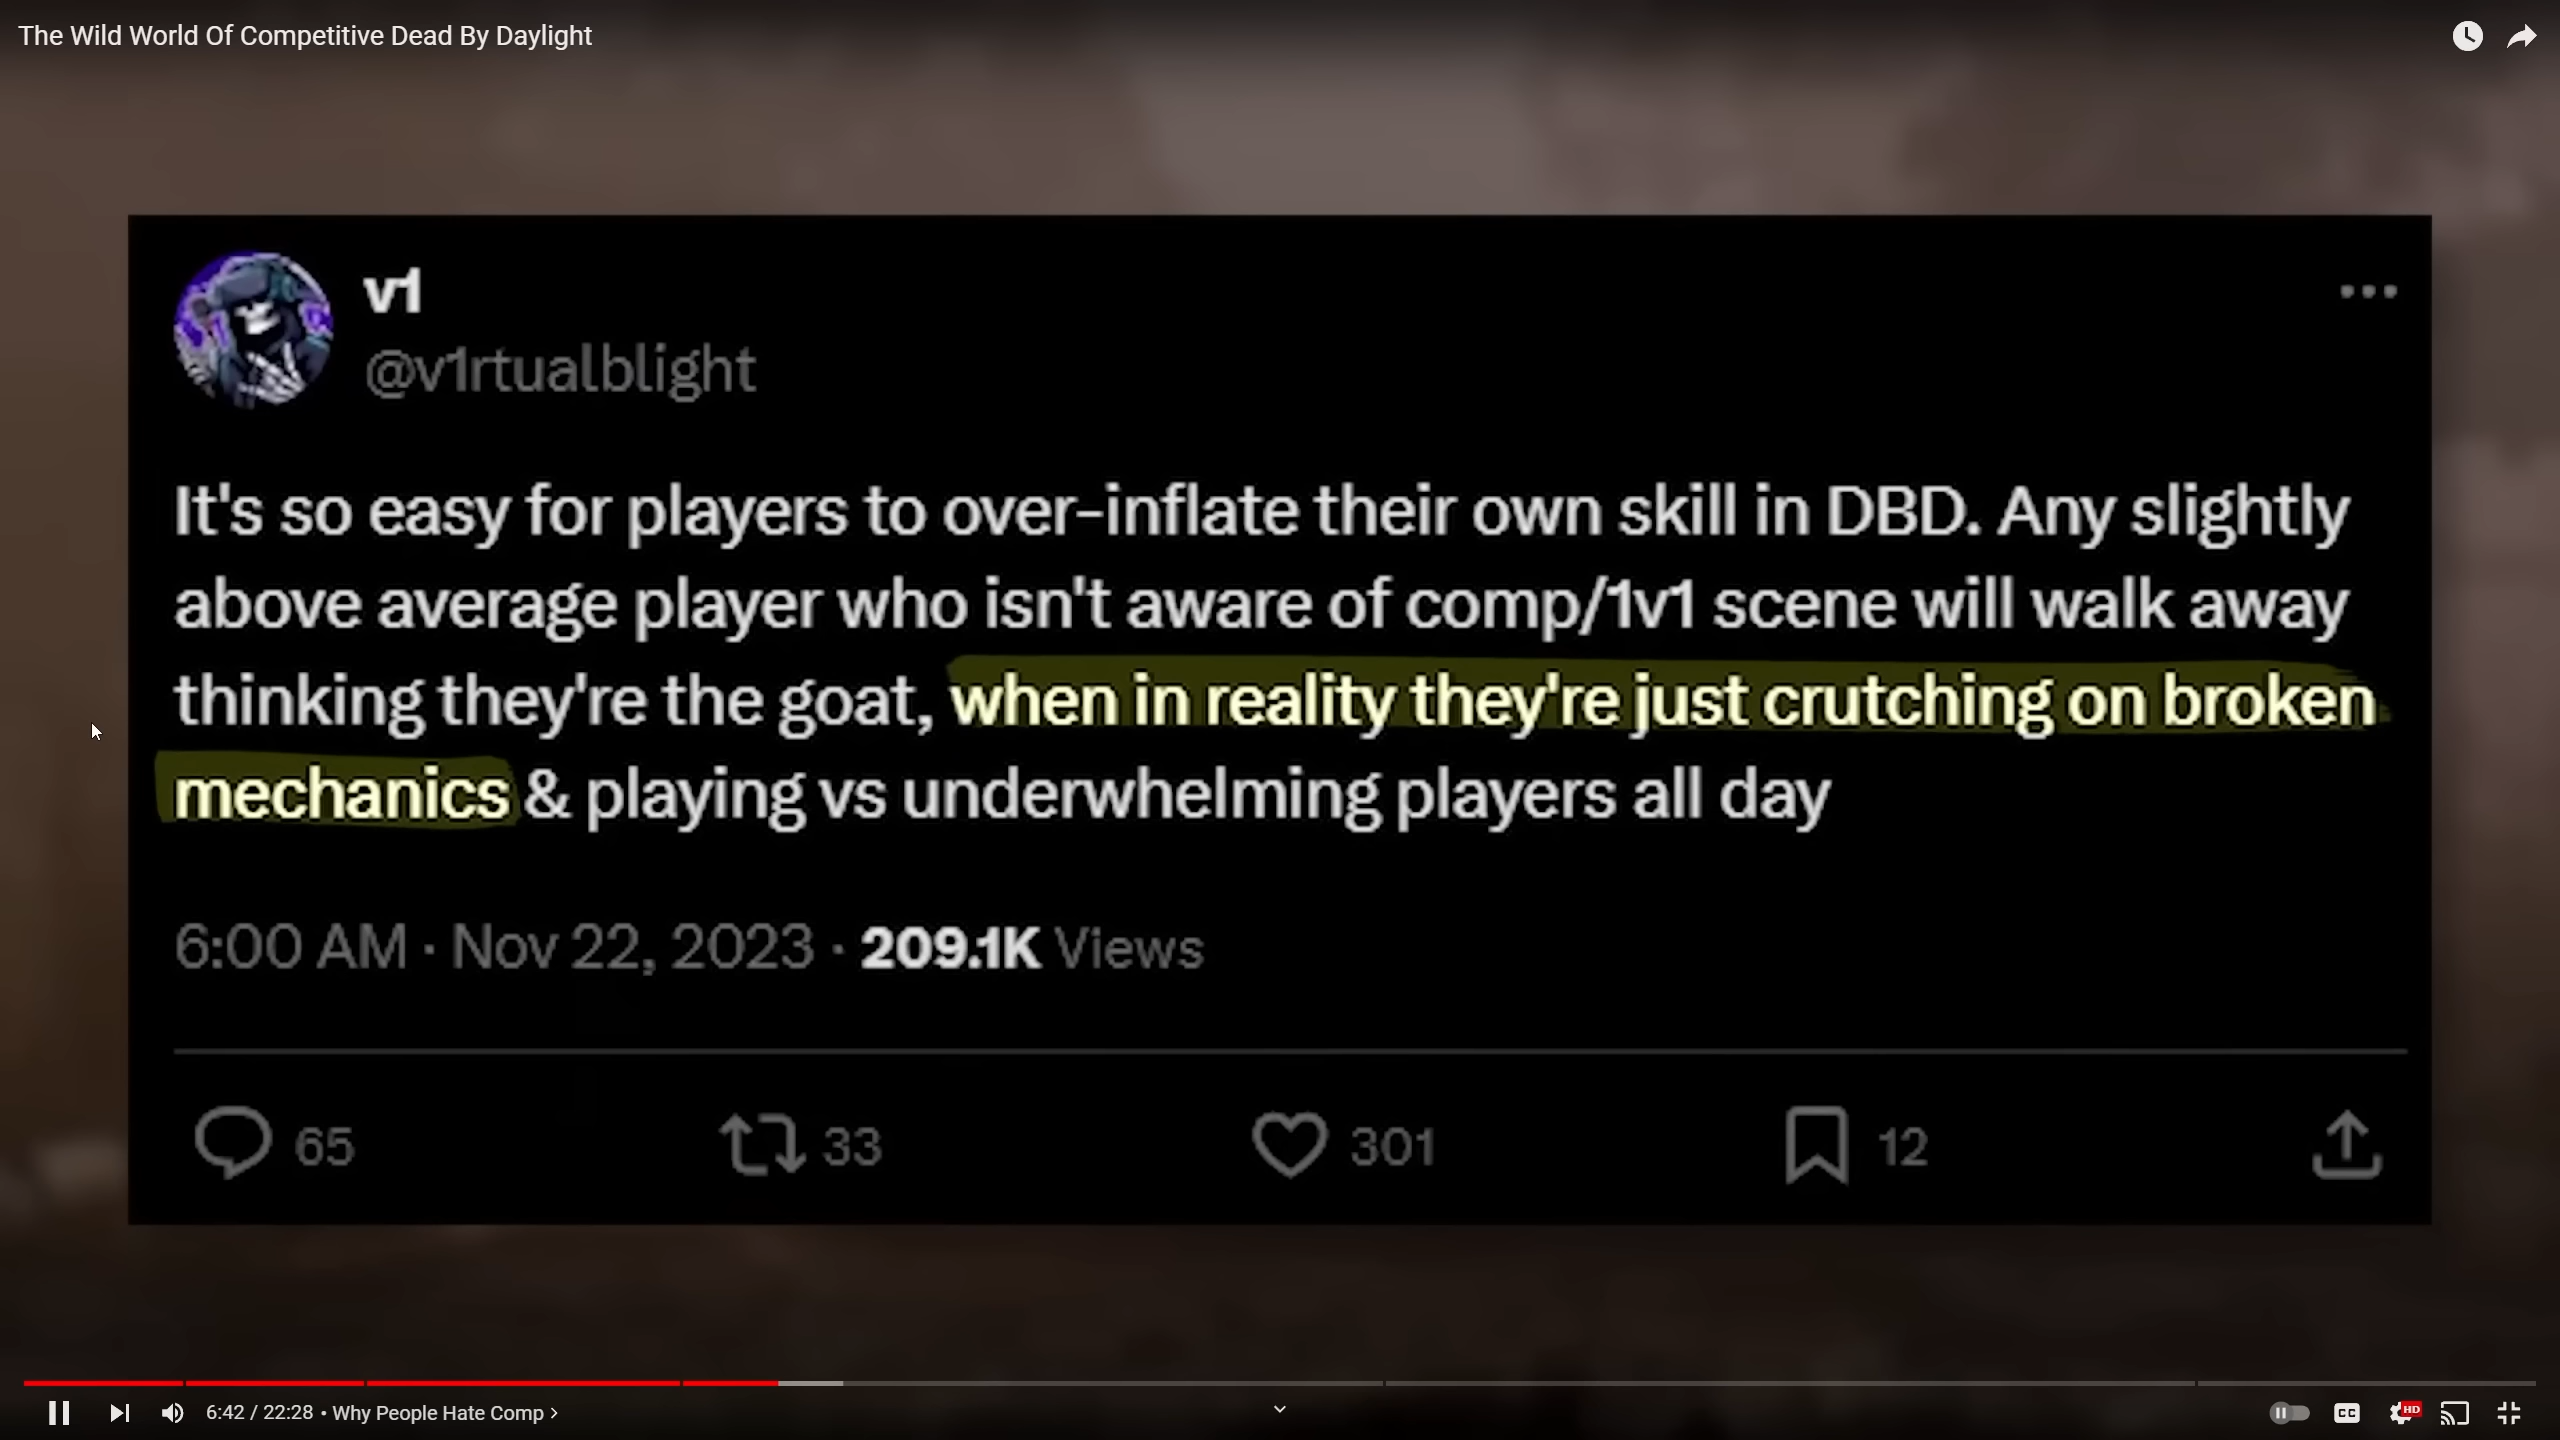 The Wild World Of Competitive Dead By Daylight
v1
@v1rtualblight
It's so easy for players to over-inflate their own skill in DBD. Any slightly
above average player who isn't aware of comp/1v1 scene will walk away
thinking they're the goat, when in reality they're just crutching on broken
mechanics & playing vs underwhelming players all day
6:00 AM · Nov 22, 2023 · 209.1K Views
65 33 301 12
6:42 / 22:28 • Why People Hate Comp ›
CC HD